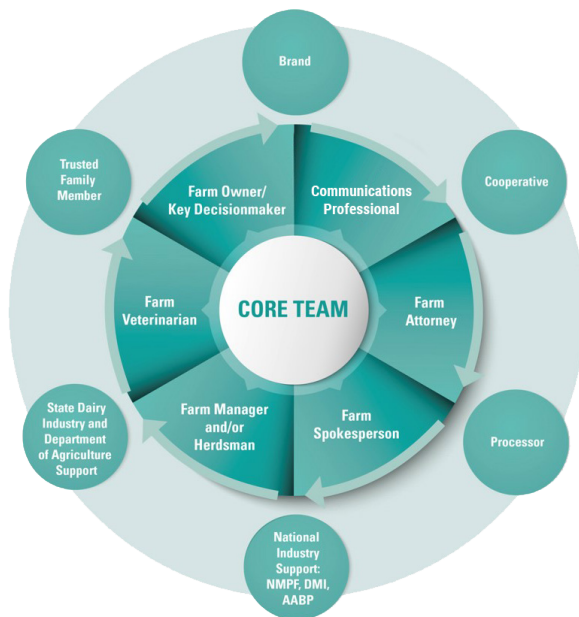 Brand
Trusted
Family
Member
Cooperative
Farm Owner/
Key Decisionmaker
Communications
Professional
CORE TEAM
Farm
Veterinarian
Farm
Attorney
Farm Manager
and/or
Herdsman
Farm
Spokesperson
State Dairy
Industry and
Department
of Agriculture
Support
Processor
National
Industry
Support:
NMPF, DMI,
AABP